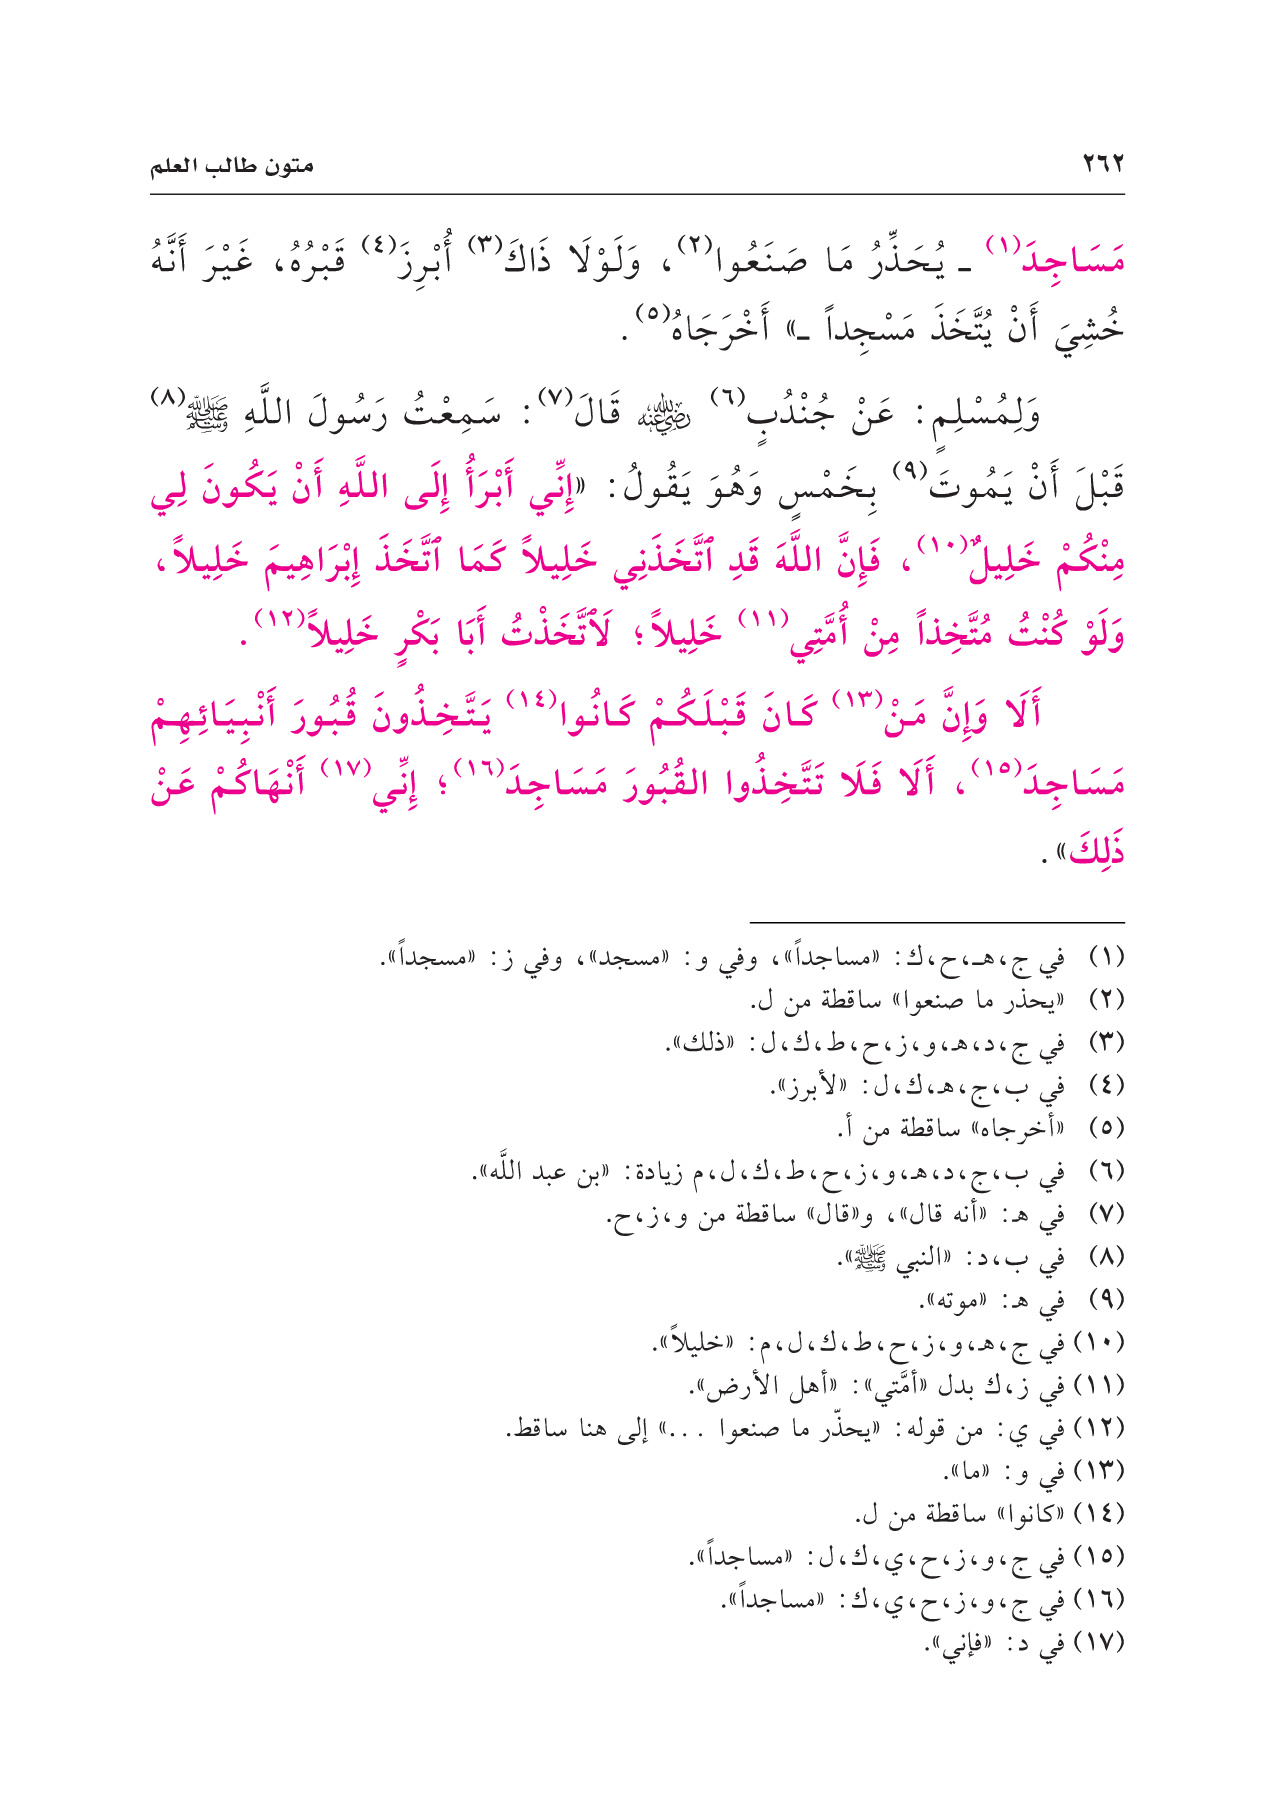 ٢٦٢ متون طالب العلم
مَسَاجِدَ(١) ـ يُحَذِّرُ مَا صَنَعُوا(٢)، وَلَوْلَا ذَاكَ(٣) أُبْرِزَ(٤) قَبْرُهُ، غَيْرَ أَنَّهُ
خُشِيَ أَنْ يُتَّخَذَ مَسْجِداً ـ» أَخْرَجَاهُ(٥).
وَلِمُسْلِمٍ: عَنْ جُنْدُبٍ(٦) رضي الله عنه قَالَ(٧): سَمِعْتُ رَسُولَ اللَّهِ ﷺ(٨)
قَبْلَ أَنْ يَمُوتَ(٩) بِخَمْسٍ وَهُوَ يَقُولُ: «إِنِّي أَبْرَأُ إِلَى اللَّهِ أَنْ يَكُونَ لِي
مِنْكُمْ خَلِيلٌ(١٠)، فَإِنَّ اللَّهَ قَدِ ٱتَّخَذَنِي خَلِيلاً كَمَا ٱتَّخَذَ إِبْرَاهِيمَ خَلِيلاً،
وَلَوْ كُنْتُ مُتَّخِذاً مِنْ أُمَّتِي(١١) خَلِيلاً؛ لَٱتَّخَذْتُ أَبَا بَكْرٍ خَلِيلاً(١٢).
أَلَا وَإِنَّ مَنْ(١٣) كَانَ قَبْلَكُمْ كَانُوا(١٤) يَتَّخِذُونَ قُبُورَ أَنْبِيَائِهِمْ
مَسَاجِدَ(١٥)، أَلَا فَلَا تَتَّخِذُوا القُبُورَ مَسَاجِدَ(١٦)؛ إِنِّي(١٧) أَنْهَاكُمْ عَنْ
ذَلِكَ».
(١) في ج،هـ،ح،ك: «مساجداً»، وفي و: «مسجد»، وفي ز: «مسجداً».
(٢) «يحذر ما صنعوا» ساقطة من ل.
(٣) في ج،د،هـ،و،ز،ح،ط،ك،ل: «ذلك».
(٤) في ب،ج،هـ،ك،ل: «لأبرز».
(٥) «أخرجاه» ساقطة من أ.
(٦) في ب،ج،د،هـ،و،ز،ح،ط،ك،ل،م زيادة: «بن عبد اللَّه».
(٧) في هـ: «أنه قال»، و«قال» ساقطة من و،ز،ح.
(٨) في ب،د: «النبي ﷺ».
(٩) في هـ: «موته».
(١٠) في ج،هـ،و،ز،ح،ط،ك،ل،م: «خليلاً».
(١١) في ز،ك بدل «أمَّتي»: «أهل الأرض».
(١٢) في ي: من قوله: «يحذّر ما صنعوا ...» إلى هنا ساقط.
(١٣) في و: «ما».
(١٤) «كانوا» ساقطة من ل.
(١٥) في ج،و،ز،ح،ي،ك،ل: «مساجداً».
(١٦) في ج،و،ز،ح،ي،ك: «مساجداً».
(١٧) في د: «فإني».